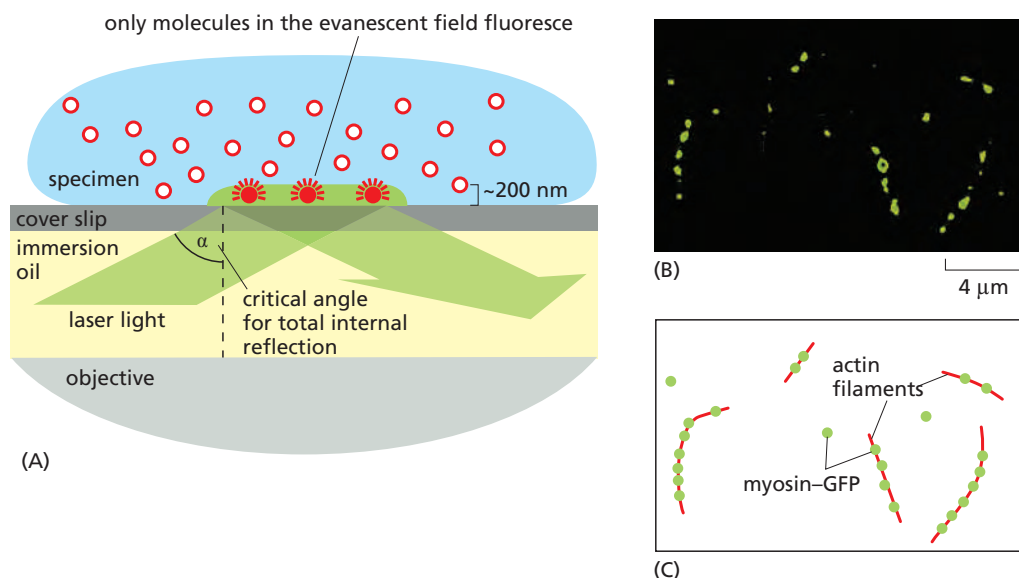 only molecules in the evanescent field fluoresce
specimen
~200 nm
cover slip
immersion
oil
α
laser light
critical angle
for total internal
reflection
objective
(A)
(B)
4 μm
actin
filaments
myosin–GFP
(C)